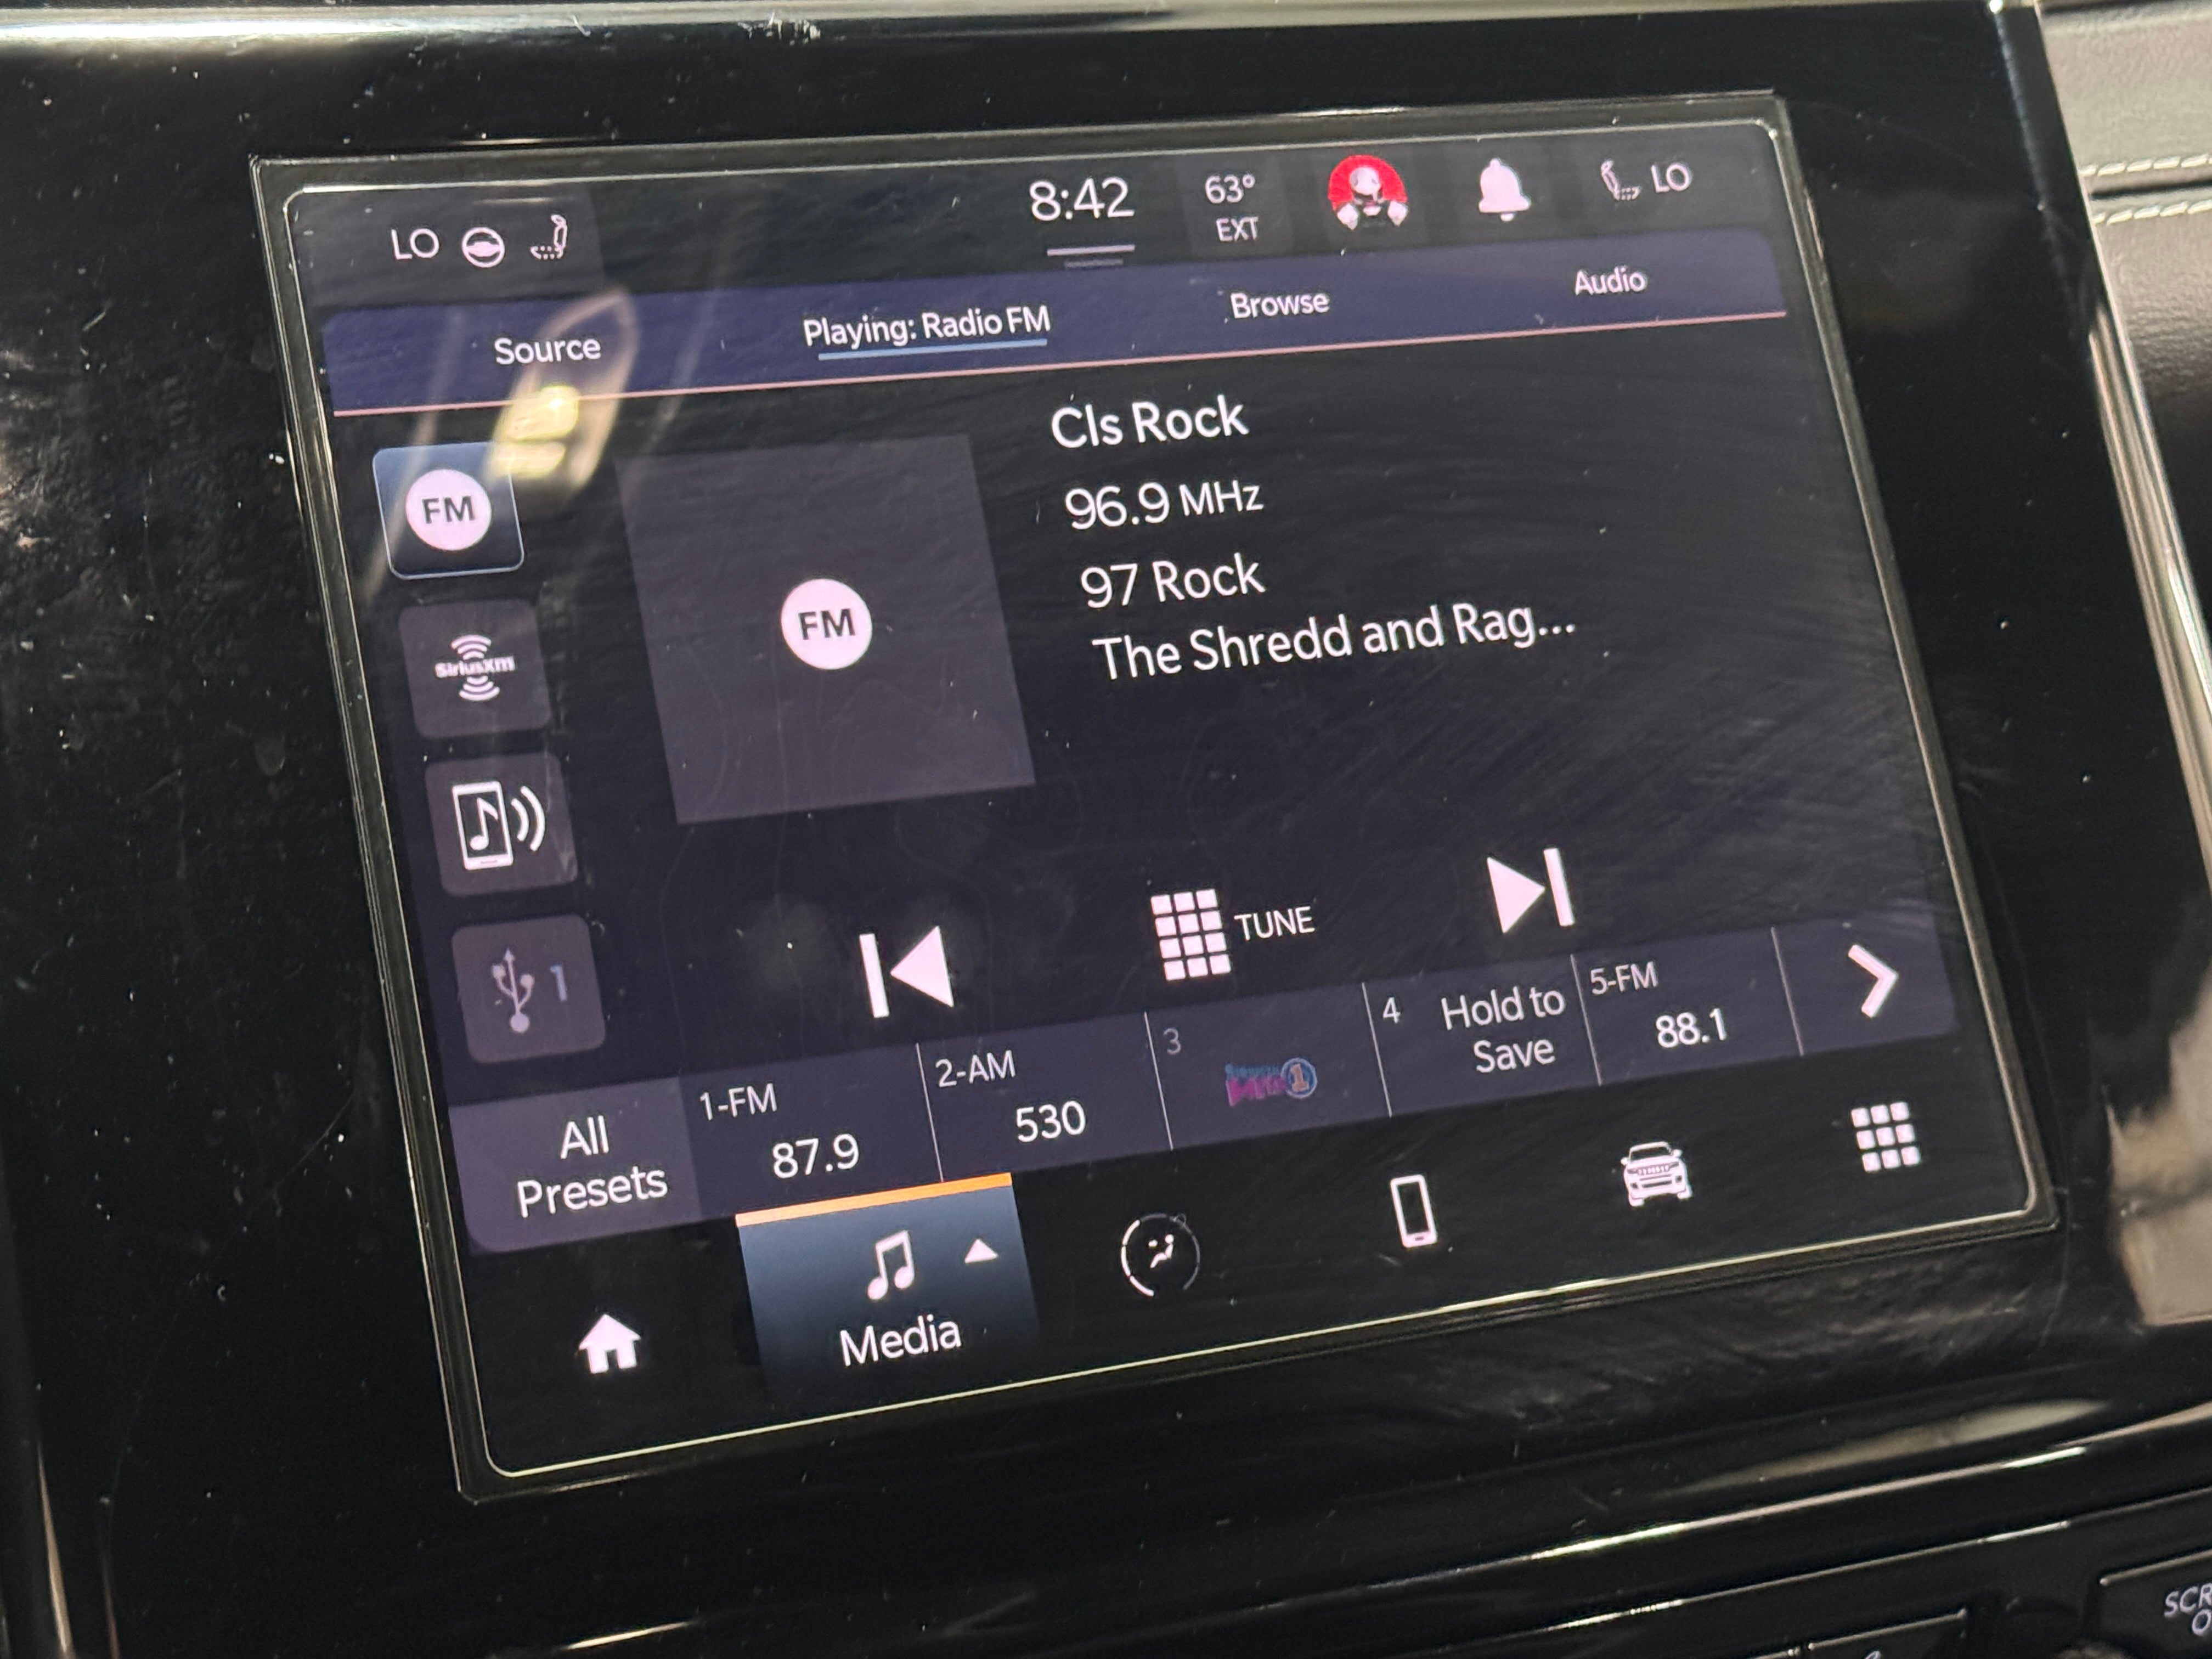 LO
8:42
63°
EXT
LO
Source
Playing: Radio FM
Browse
Audio
Cls Rock
FM
96.9 MHz
97 Rock
FM
The Shredd and Rag...
SiriusXM
1
TUNE
All
Presets
1-FM
87.9
2-AM
530
3
4
Hold to
Save
5-FM
88.1
Media
SCR